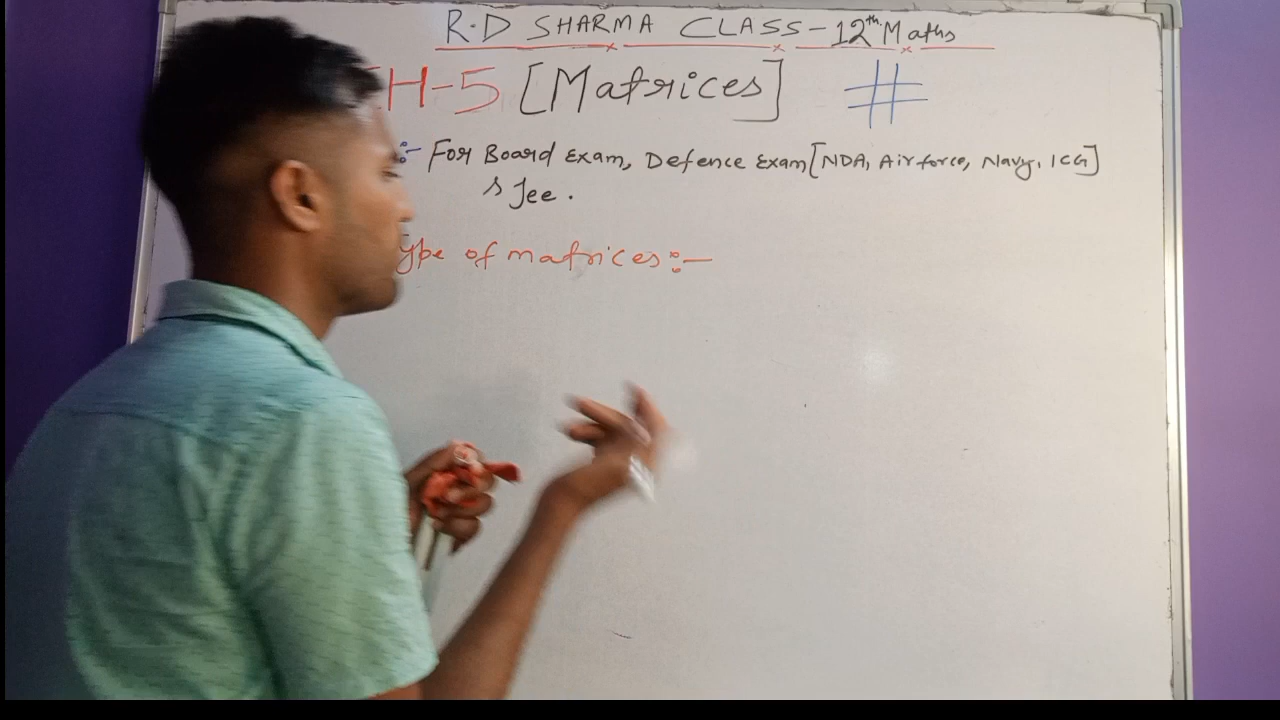 R.D SHARMA CLASS-12th Maths
CH-5 [Matrices] #
:- For Board Exam, Defence Exam [NDA, Airforce, Navy, ICG]
& Jee.
ype of matrices:-